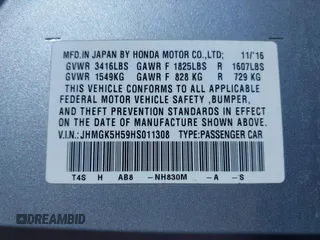 MFD.IN JAPAN BY HONDA MOTOR CO.,LTD. 11/'16
GVWR 3416LBS GAWR F 1825LBS R 1607LBS
GVWR 1549KG GAWR F 828 KG R 729 KG
THIS VEHICLE CONFORMS TO ALL APPLICABLE
FEDERAL MOTOR VEHICLE SAFETY ,BUMPER,
AND THEFT PREVENTION STANDARDS IN EFFECT
ON THE DATE OF MANUFACTURE SHOWN ABOVE.
V.I.N.:JHMGK5H59HS011308 TYPE:PASSENGER CAR
T4S H AB8 -NH830M -A -S
DREAMBID